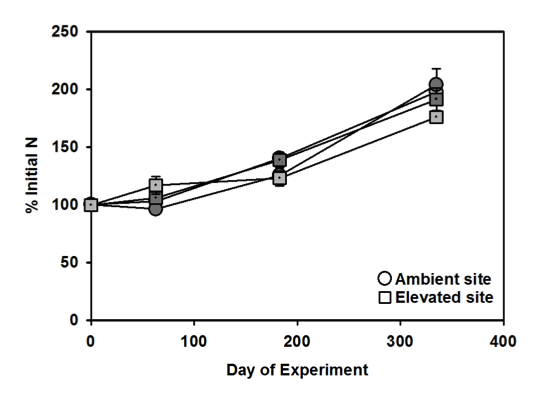 250
200
150
100
50
0
% Initial N
0 100 200 300 400
Day of Experiment
Ambient site
Elevated site